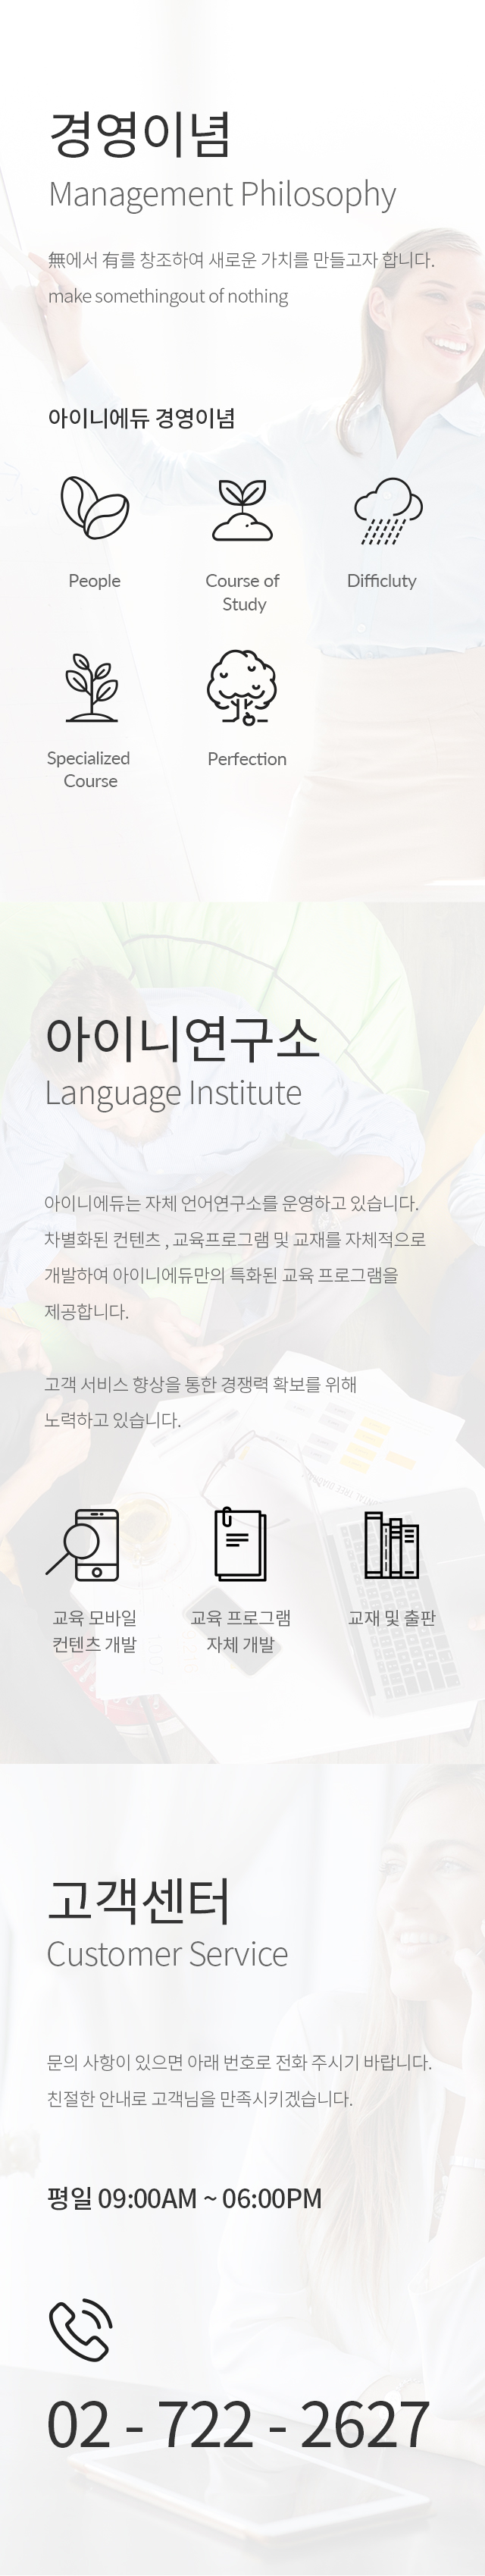 경영이념
Management Philosophy
無에서 有를 창조하여 새로운 가치를 만들고자 합니다.
make somethingout of nothing
아이니에듀 경영이념
People
Course of
Study
Difficluty
Specialized
Course
Perfection
아이니연구소
Language Institute
아이니에듀는 자체 언어연구소를 운영하고 있습니다.
차별화된 컨텐츠 , 교육프로그램 및 교재를 자체적으로
개발하여 아이니에듀만의 특화된 교육 프로그램을
제공합니다.
고객 서비스 향상을 통한 경쟁력 확보를 위해
노력하고 있습니다.
교육 모바일
컨텐츠 개발
교육 프로그램
자체 개발
교재 및 출판
고객센터
Customer Service
문의 사항이 있으면 아래 번호로 전화 주시기 바랍니다.
친절한 안내로 고객님을 만족시키겠습니다.
평일 09:00AM ~ 06:00PM
02 - 722 - 2627